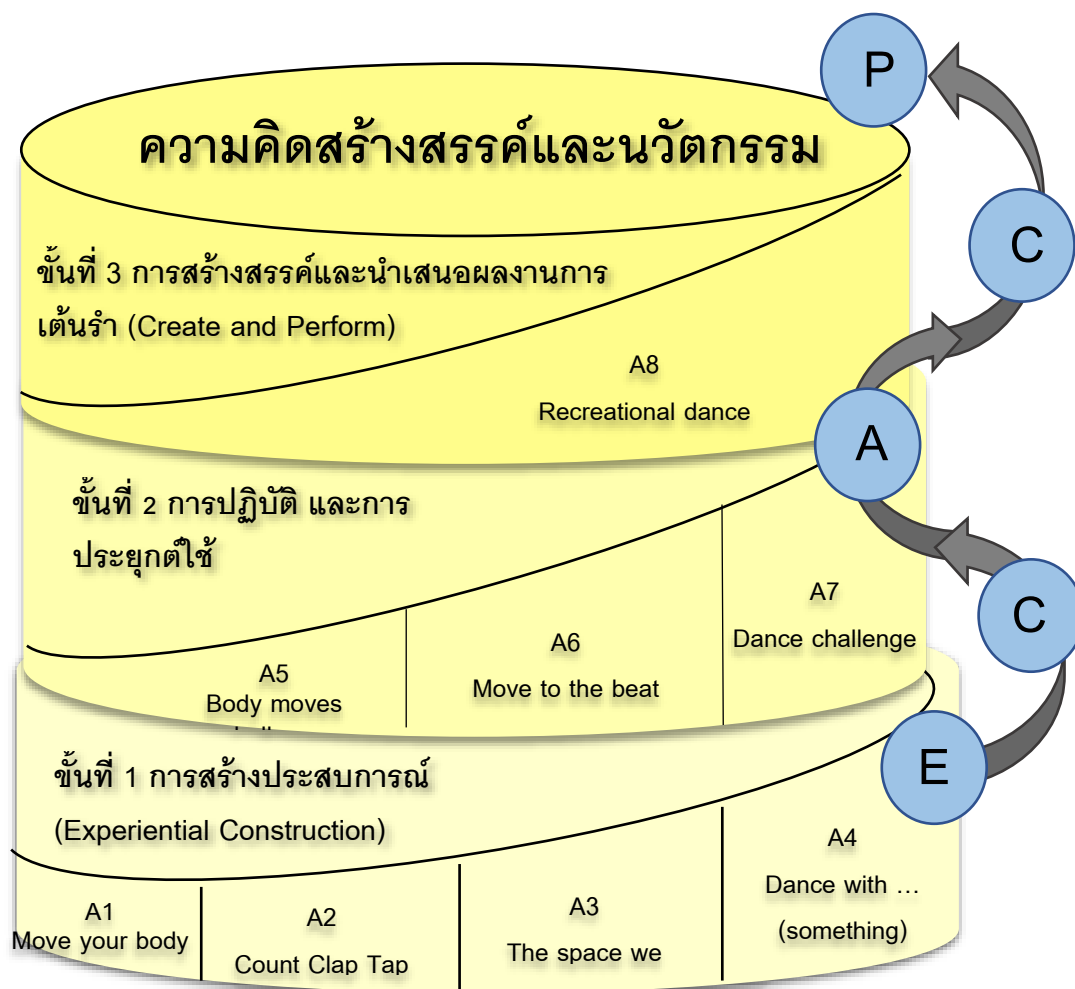 P
ความคิดสร้างสรรค์และนวัตกรรม
C
ขั้นที่ 3 การสร้างสรรค์และนำเสนอผลงานการ
เต้นรำ (Create and Perform)
A8
Recreational dance
A
ขั้นที่ 2 การปฏิบัติ และการ
ประยุกต์ใช้
A7
Dance challenge
C
A6
Move to the beat
A5
Body moves
E
ขั้นที่ 1 การสร้างประสบการณ์
(Experiential Construction)
A4
Dance with …
(something)
A3
The space we
A1
Move your body
A2
Count Clap Tap